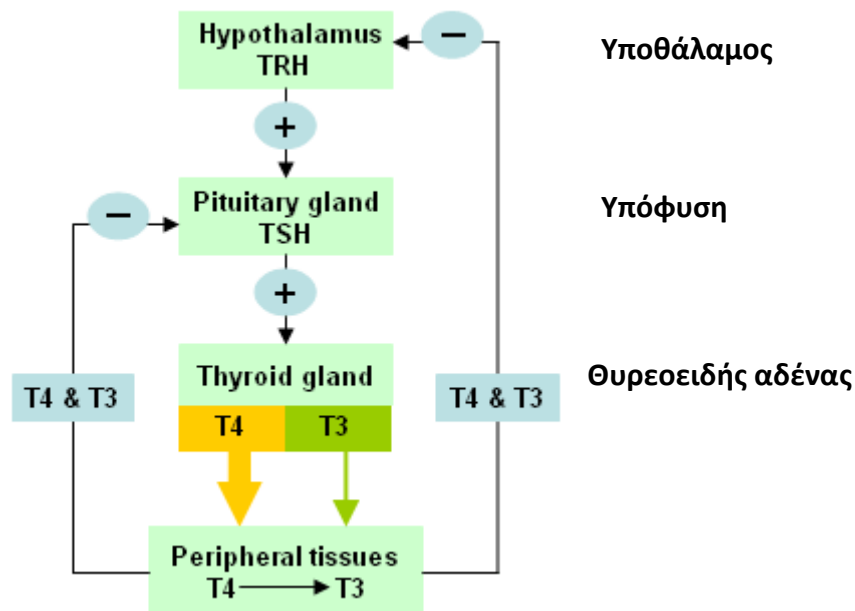 Hypothalamus
TRH
−
Υποθάλαμος
+
Pituitary gland
TSH
−
Υπόφυση
+
Thyroid gland
Θυρεοειδής αδένας
T4 & T3
T4 & T3
T4 T3
Peripheral tissues
T4 T3